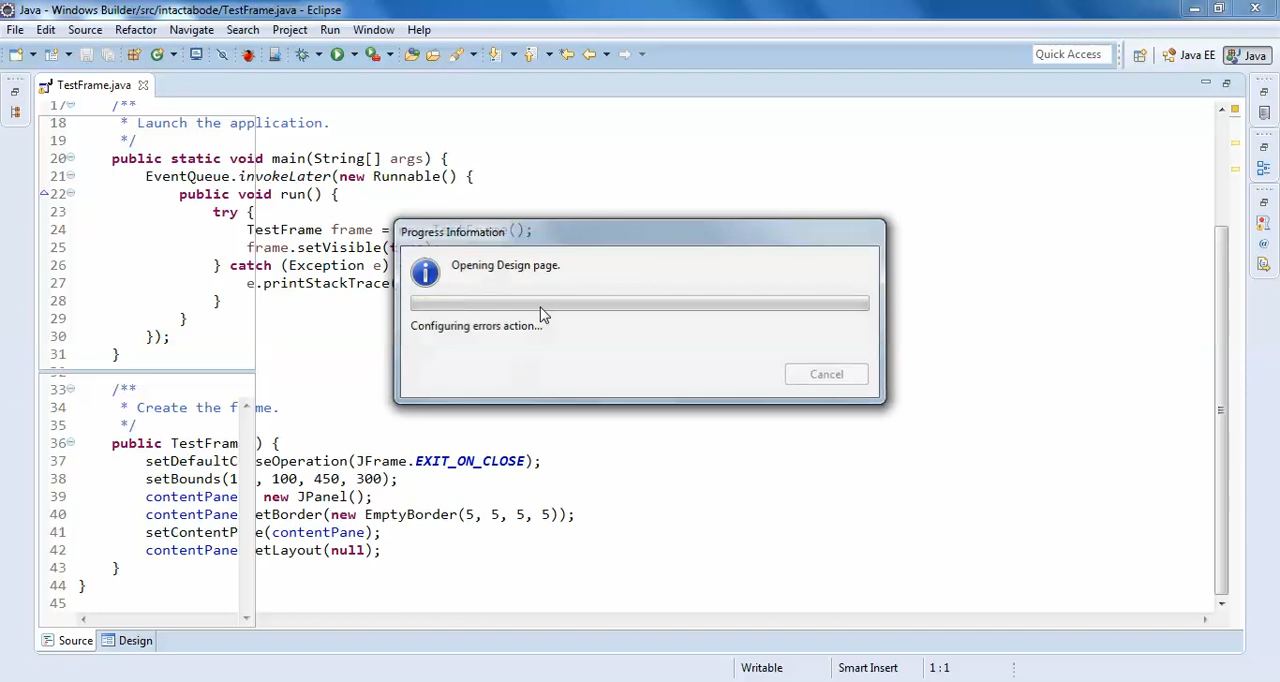 Java - Windows Builder/src/intactabode/TestFrame.java - Eclipse
File Edit Source Refactor Navigate Search Project Run Window Help
Quick Access Java EE Java
TestFrame.java
17 /**
18 * Launch the application.
19 */
20 public static void main(String[] args) {
21 EventQueue.invokeLater(new Runnable() {
22 public void run() {
23 try {
24 TestFrame frame = ();
25 frame.setVisible(
26 } catch (Exception e)
27 e.printStackTrace(
28 }
29 }
30 });
31 }
Progress Information
Opening Design page.
Configuring errors action...
Cancel
33 /**
34 * Create the f me.
35 */
36 public TestFram ) {
37 setDefaultC seOperation(JFrame.EXIT_ON_CLOSE);
38 setBounds(1 , 100, 450, 300);
39 contentPane new JPanel();
40 contentPane etBorder(new EmptyBorder(5, 5, 5, 5));
41 setContentP e(contentPane);
42 contentPane etLayout(null);
43 }
44 }
45
Source Design
Writable Smart Insert 1 : 1